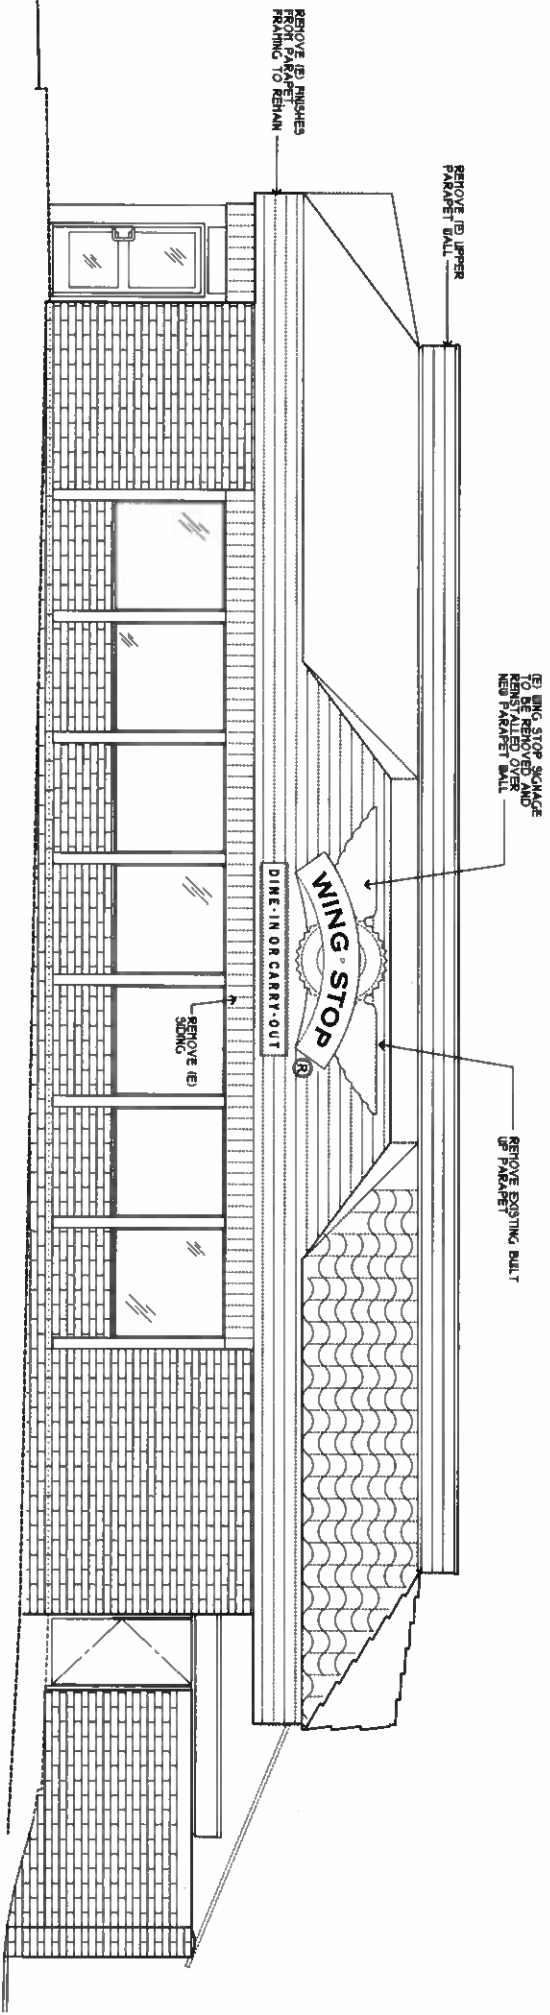 REMOVE (E) FINISHES
FROM PARAPET
FRAMING TO REMAIN
REMOVE (E) UPPER
PARAPET WALL
(E) WING STOP SIGNAGE
TO BE REMOVED AND
REINSTALLED OVER
NEW PARAPET WALL
REMOVE EXISTING BUILT
UP PARAPET
WING·STOP
®
DINE-IN OR CARRY-OUT
REMOVE (E)
SIDING